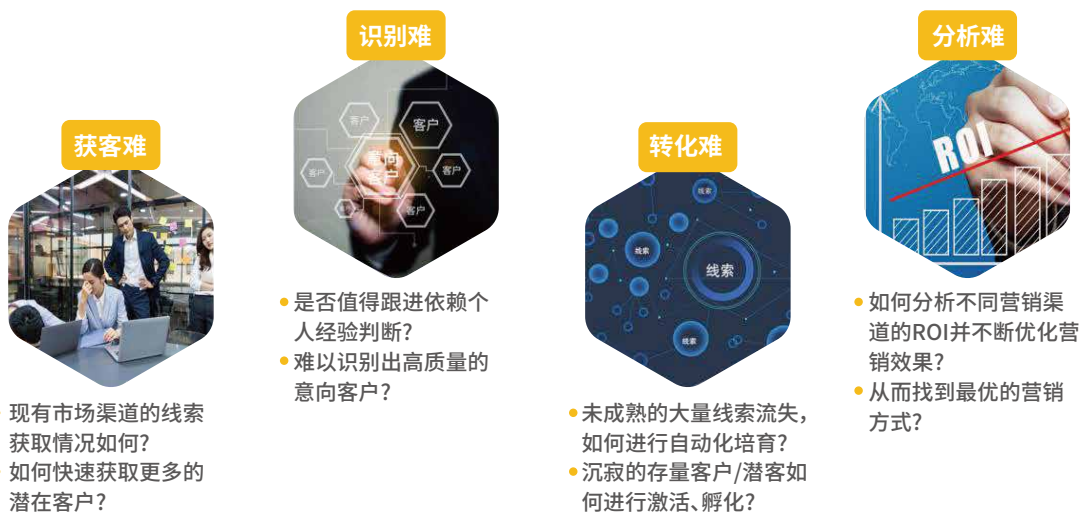 获客难
现有市场渠道的线索
获取情况如何?
如何快速获取更多的
潜在客户?
识别难
客户
客户
意向
客户
客户
客户
客户
是否值得跟进依赖个
人经验判断?
难以识别出高质量的
意向客户?
转化难
线索
线索
线索
线索
未成熟的大量线索流失,
如何进行自动化培育?
沉寂的存量客户/潜客如
何进行激活、孵化?
分析难
ROI
如何分析不同营销渠
道的ROI并不断优化营
销效果?
从而找到最优的营销
方式?